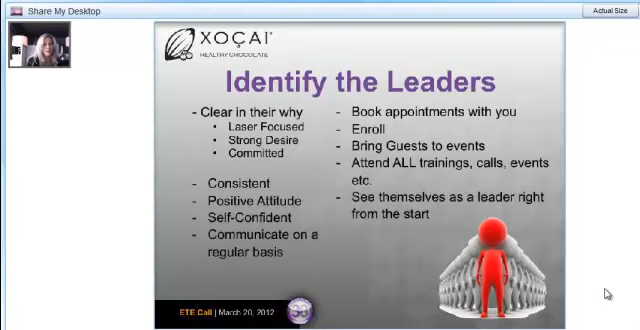 Share My Desktop
Actual Size
XOÇAI
HEALTHY CHOCOLATE
Identify the Leaders
- Clear in their why
• Laser Focused
• Strong Desire
• Committed
- Consistent
- Positive Attitude
- Self-Confident
- Communicate on a
regular basis
- Book appointments with you
- Enroll
- Bring Guests to events
- Attend ALL trainings, calls, events
etc.
- See themselves as a leader right
from the start
ETE Call | March 20, 2012